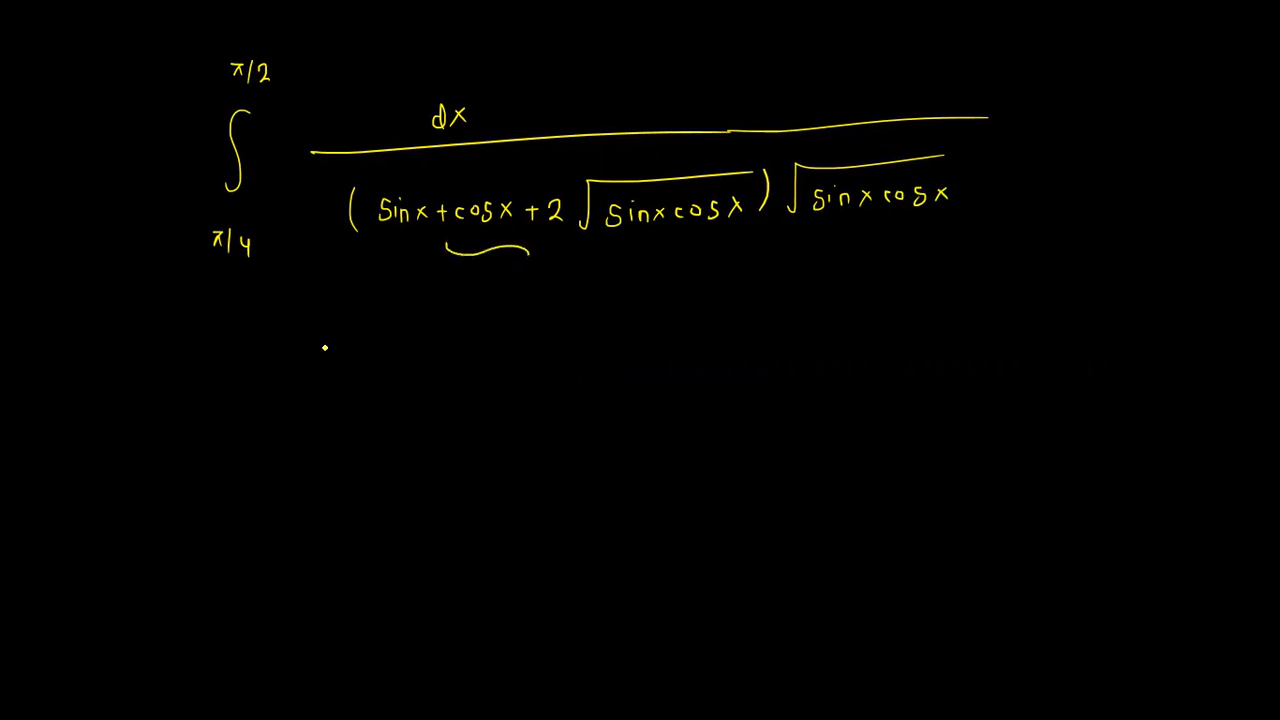 π/2
∫ dx
(sinx + cosx + 2 √sinxcosx) √sinxcosx
π/4